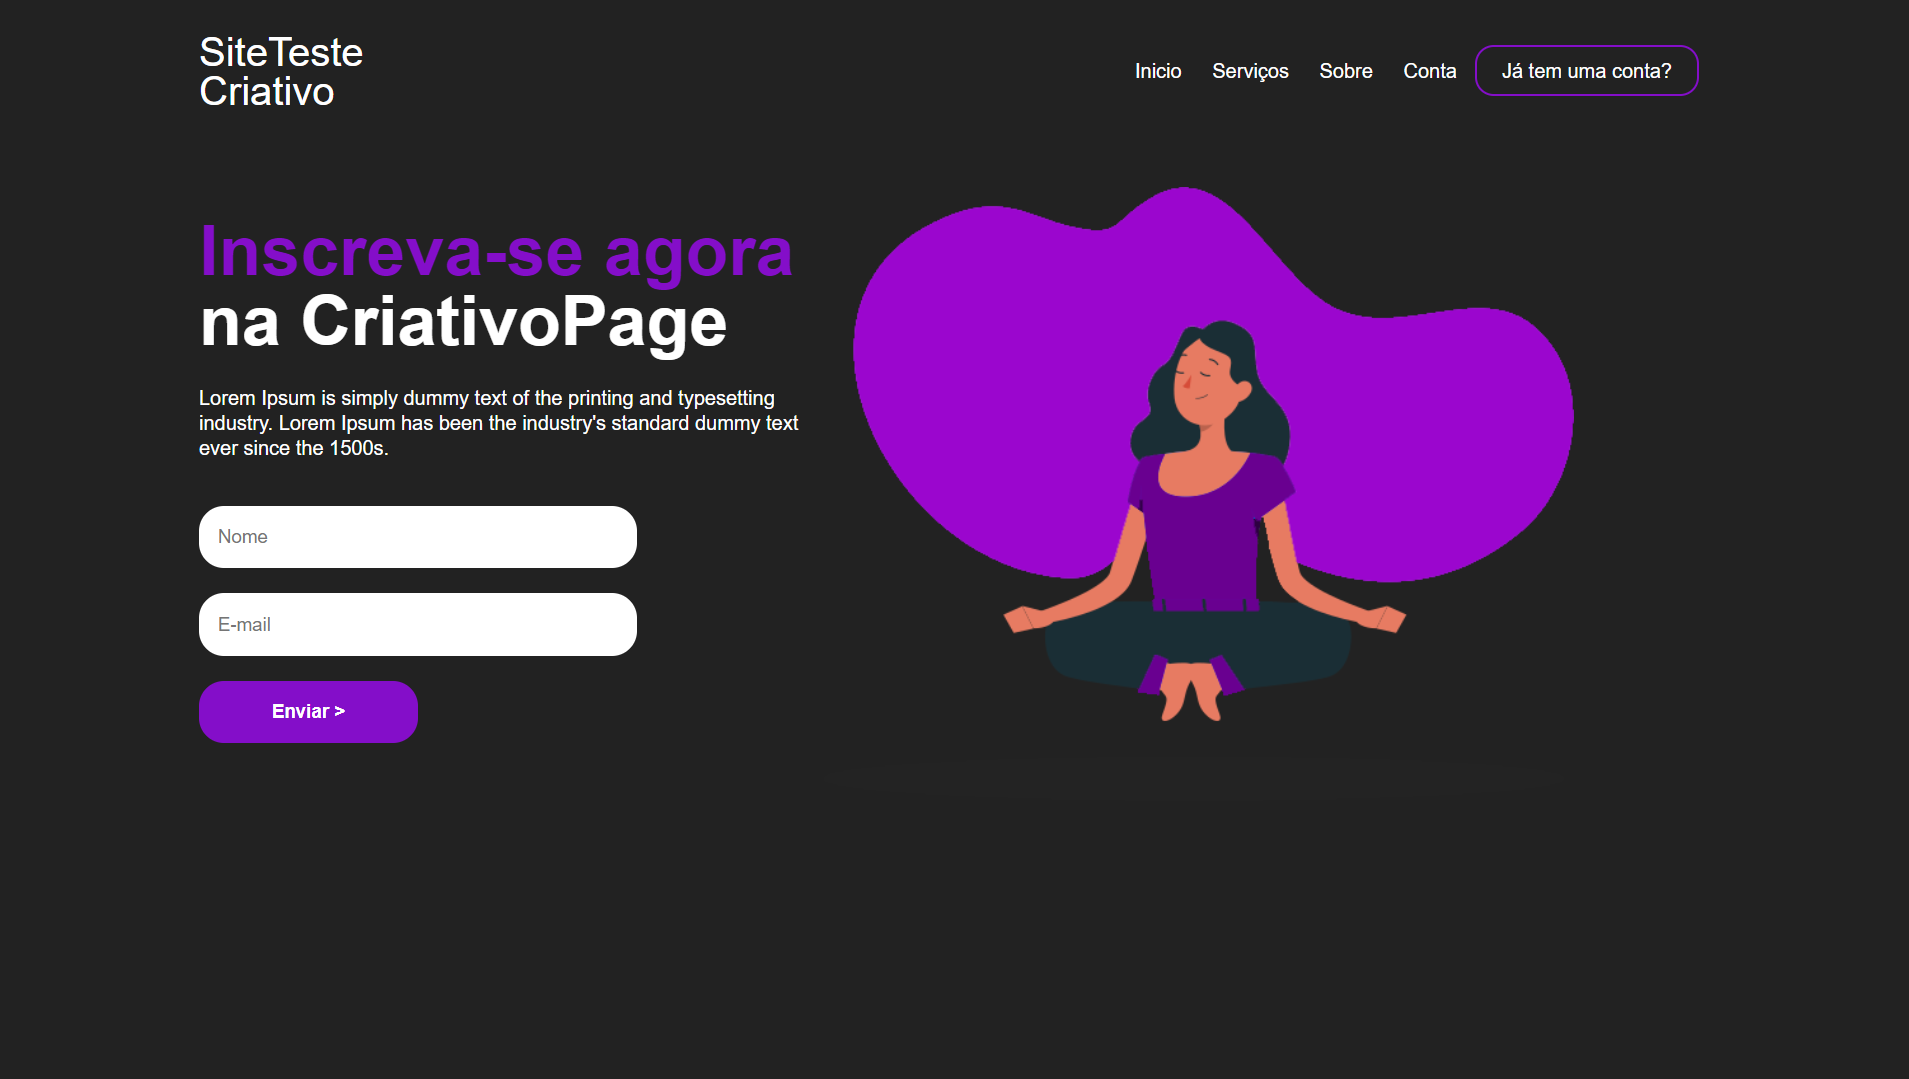 SiteTeste
Criativo
Inicio
Serviços
Sobre
Conta
Já tem uma conta?
Inscreva-se agora
na CriativoPage
Lorem Ipsum is simply dummy text of the printing and typesetting
industry. Lorem Ipsum has been the industry's standard dummy text
ever since the 1500s.
Nome
E-mail
Enviar >